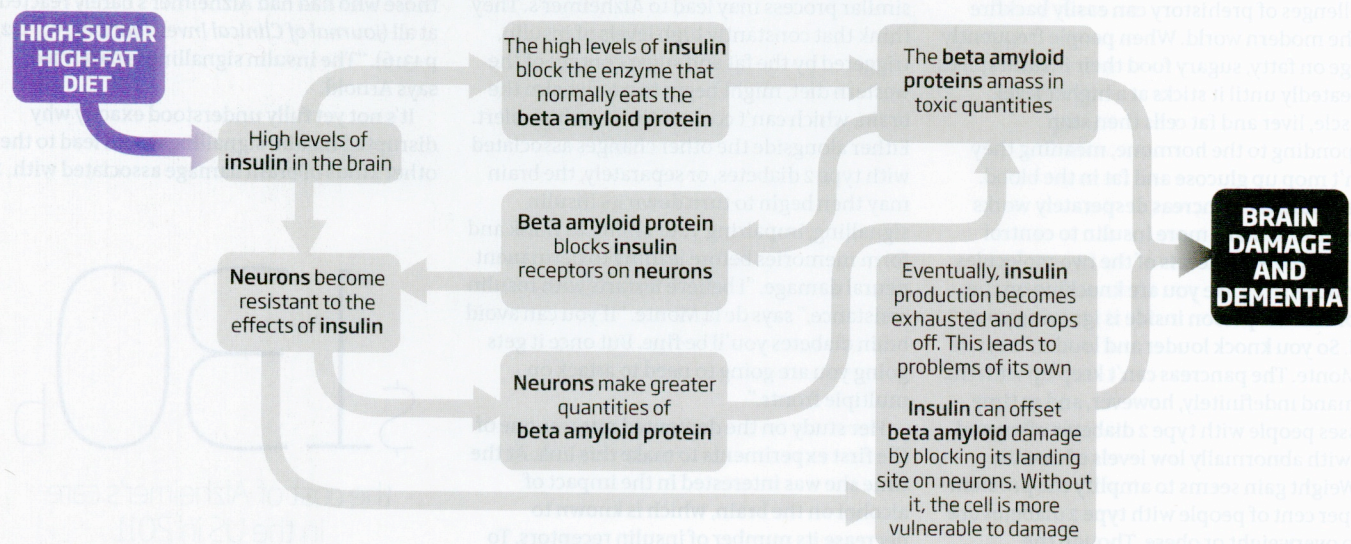 HIGH-SUGAR
HIGH-FAT
DIET
High levels of
insulin in the brain
The high levels of insulin
block the enzyme that
normally eats the
beta amyloid protein
The beta amyloid
proteins amass in
toxic quantities
Neurons become
resistant to the
effects of insulin
Beta amyloid protein
blocks insulin
receptors on neurons
Neurons make greater
quantities of
beta amyloid protein
Eventually, insulin
production becomes
exhausted and drops
off. This leads to
problems of its own
Insulin can offset
beta amyloid damage
by blocking its landing
site on neurons. Without
it, the cell is more
vulnerable to damage
BRAIN
DAMAGE
AND
DEMENTIA